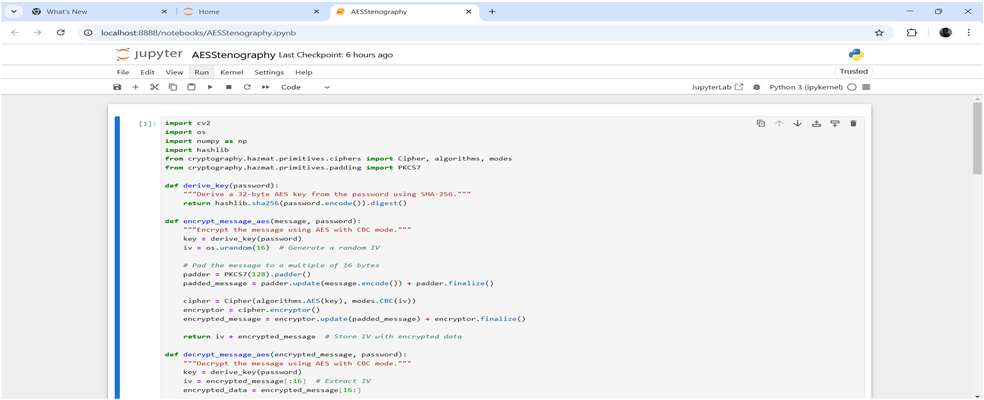 What's New
Home
AESStenography
localhost:8888/notebooks/AESStenography.ipynb
jupyter AESStenography Last Checkpoint: 6 hours ago
File Edit View Run Kernel Settings Help
Trusted
Code
JupyterLab
Python 3 (ipykernel)
[1]:
import cv2
import os
import numpy as np
import hashlib
from cryptography.hazmat.primitives.ciphers import Cipher, algorithms, modes
from cryptography.hazmat.primitives.padding import PKCS7
def derive_key(password):
"""Derive a 32-byte AES key from the password using SHA-256."""
return hashlib.sha256(password.encode()).digest()
def encrypt_message_aes(message, password):
"""Encrypt the message using AES with CBC mode."""
key = derive_key(password)
iv = os.urandom(16)  # Generate a random IV
# Pad the message to a multiple of 16 bytes
padder = PKCS7(128).padder()
padded_message = padder.update(message.encode()) + padder.finalize()
cipher = Cipher(algorithms.AES(key), modes.CBC(iv))
encryptor = cipher.encryptor()
encrypted_message = encryptor.update(padded_message) + encryptor.finalize()
return iv + encrypted_message  # Store IV with encrypted data
def decrypt_message_aes(encrypted_message, password):
"""Decrypt the message using AES with CBC mode."""
key = derive_key(password)
iv = encrypted_message[:16]  # Extract IV
encrypted_data = encrypted_message[16:]